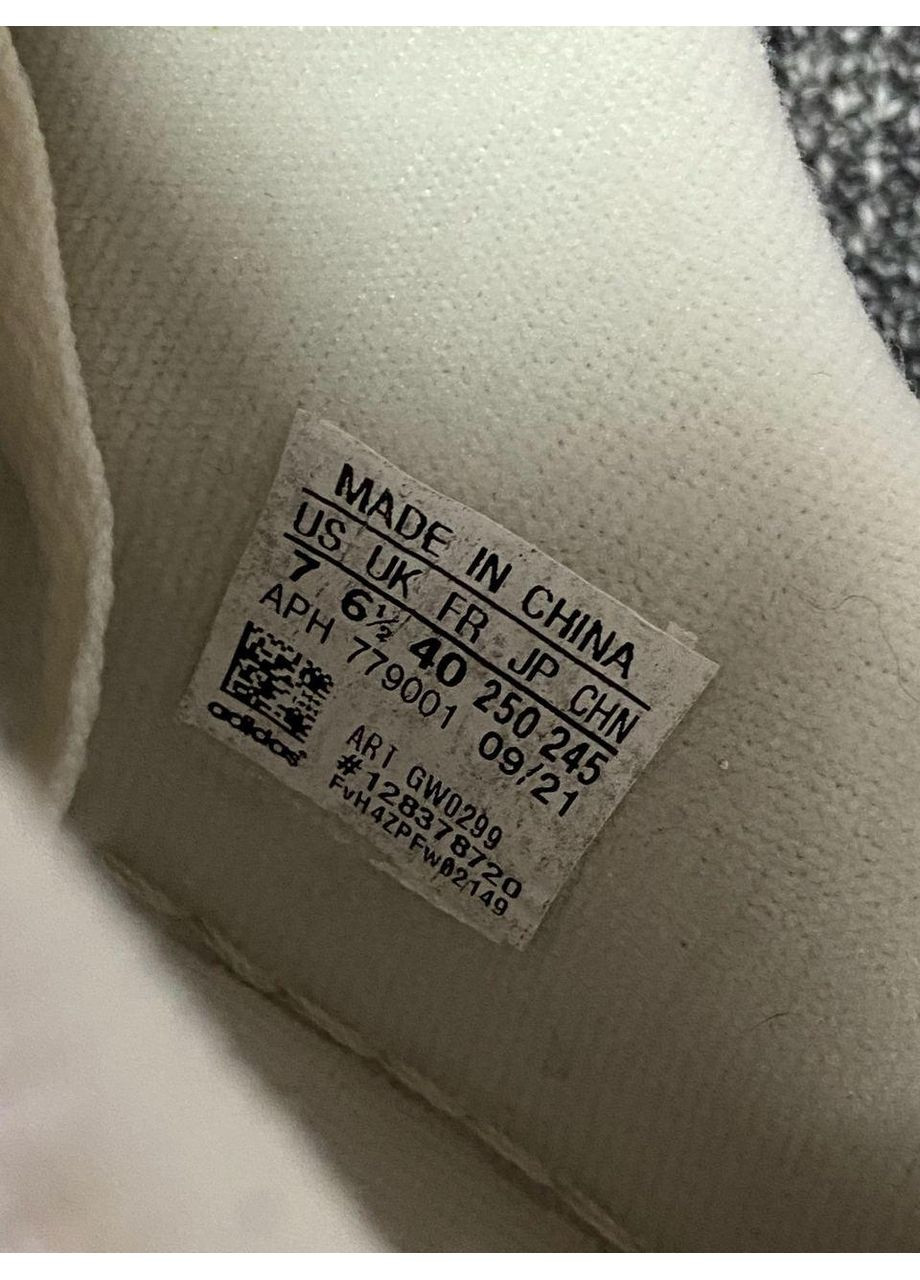 MADE IN CHINA
US UK FR JP CHN
7 6½ 40 250 245
APH 779001 09/21
ART GW0299
#128378720
FvH4ZPFw02149
adidas